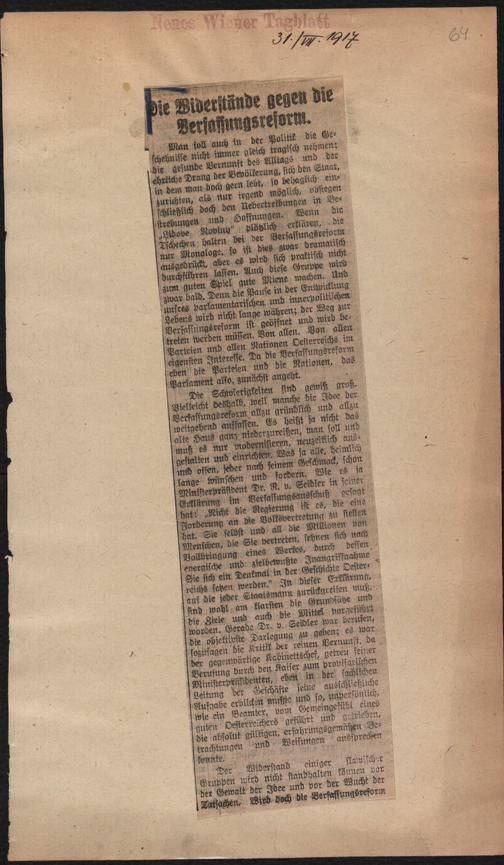 Neues Wiener Tagblatt
31./VII. 1917
64
Die Widerstände gegen die
Verfassungsreform.
Man soll auch in der Politik die Ge-
schehnisse nicht immer gleich tragisch nehmen;
die gesunde Vernunft des Alltags und der
ehrliche Drang der Bevölkerung, sich den Staat,
in dem man doch gern lebt, so behaglich ein-
zurichten, als nur irgend möglich, obsiegen
schließlich doch den Uebertreibungen in Be-
strebungen und Hoffnungen. Wenn die
„Lidove Noviny" plötzlich erklären, die
Tschechen halten bei der Verfassungsreform
nur Monologe, so ist dies zwar dramatisch
ausgedrückt, aber es wird sich praktisch nicht
durchführen lassen. Auch diese Gruppe wird
zum guten Spiel gute Miene machen. Und
zwar bald. Denn die Pause in der Entwicklung
unsres parlamentarischen und innerpolitischen
Lebens wird nicht lange währen; der Weg zur
Verfassungsreform ist geöffnet und wird be-
treten werden müssen. Von allen. Von allen
Parteien und allen Nationen Oesterreichs im
eigensten Interesse. Da die Verfassungsreform
eben die Parteien und die Nationen, das
Parlament also, zunächst angeht.
Die Schwierigkeiten sind gewiß groß.
Vielleicht deshalb, weil manche die Idee der
Verfassungsreform allzu gründlich und allzu
weitgehend auffassen. Es heißt ja nicht das
alte Haus ganz niederzureißen, man soll und
muß es nur modernisieren, neuzeitlich aus-
gestalten und einrichten. Was ja alle, heimlich
und offen, jeder nach seinem Geschmack, schon
lange wünschen und fordern. Wie es ja
Ministerpräsident Dr. R. v. Seidler in seiner
Erklärung im Verfassungsausschuß gesagt
hat: „Nicht die Regierung ist es, die eine
Forderung an die Volksvertretung zu stellen
hat. Sie selbst und all die Millionen von
Menschen, die Sie vertreten, sehnen sich nach
Vollbringung eines Werkes, durch dessen
energische und zielbewußte Inangriffnahme
Sie sich ein Denkmal in der Geschichte Oester-
reichs setzen werden." In dieser Erklärung,
auf die jeder Staatsmann zurückgreifen muß,
sind wohl am klarsten die Grundsätze und
die Ziele und auch die Mittel vorgeführt
worden. Gerade Dr. v. Seidler war berufen,
die objektivste Darlegung zu geben; es war
sozusagen die Kritik der reinen Vernunft, da
der gegenwärtige Kabinettschef, getreu seiner
Berufung durch den Kaiser zum provisorischen
Ministerpräsidenten, eben in der sachlichen
Leitung der Geschäfte seine ausschließliche
Aufgabe erblicken mußte und so, unpersönlich,
wie ein Beamter, vom Gemeingefühl eines
guten Oesterreichers geführt und getrieben,
die absolut gültigen, erfahrungsgemäßen Be-
trachtungen und Weisungen aussprechen
konnte.
Der Widerstand einiger slawischer
Gruppen wird nicht standhalten können vor
der Gewalt der Idee und vor der Wucht der
Tatsachen. Wird doch die Verfassungsreform